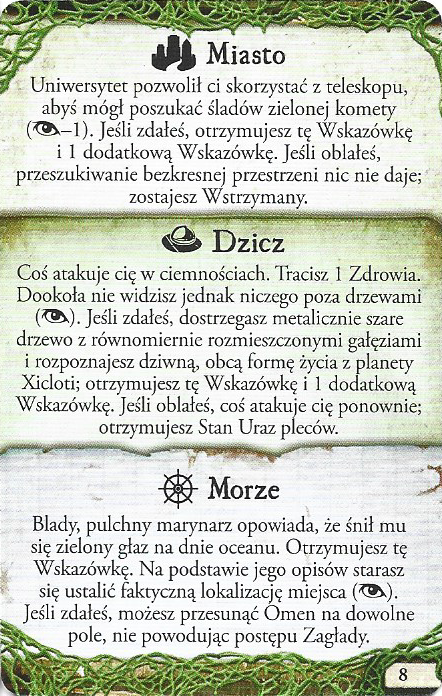 Miasto
Uniwersytet pozwolił ci skorzystać z teleskopu,
abyś mógł poszukać śladów zielonej komety
(–1). Jeśli zdałeś, otrzymujesz tę Wskazówkę
i 1 dodatkową Wskazówkę. Jeśli oblałeś,
przeszukiwanie bezkresnej przestrzeni nic nie daje;
zostajesz Wstrzymany.
Dzicz
Coś atakuje cię w ciemnościach. Tracisz 1 Zdrowia.
Dookoła nie widzisz jednak niczego poza drzewami
(). Jeśli zdałeś, dostrzegasz metalicznie szare
drzewo z równomiernie rozmieszczonymi gałęziami
i rozpoznajesz dziwną, obcą formę życia z planety
Xicloti; otrzymujesz tę Wskazówkę i 1 dodatkową
Wskazówkę. Jeśli oblałeś, coś atakuje cię ponownie;
otrzymujesz Stan Uraz pleców.
Morze
Blady, pulchny marynarz opowiada, że śnił mu
się zielony głaz na dnie oceanu. Otrzymujesz tę
Wskazówkę. Na podstawie jego opisów starasz
się ustalić faktyczną lokalizację miejsca ().
Jeśli zdałeś, możesz przesunąć Omen na dowolne
pole, nie powodując postępu Zagłady.
8